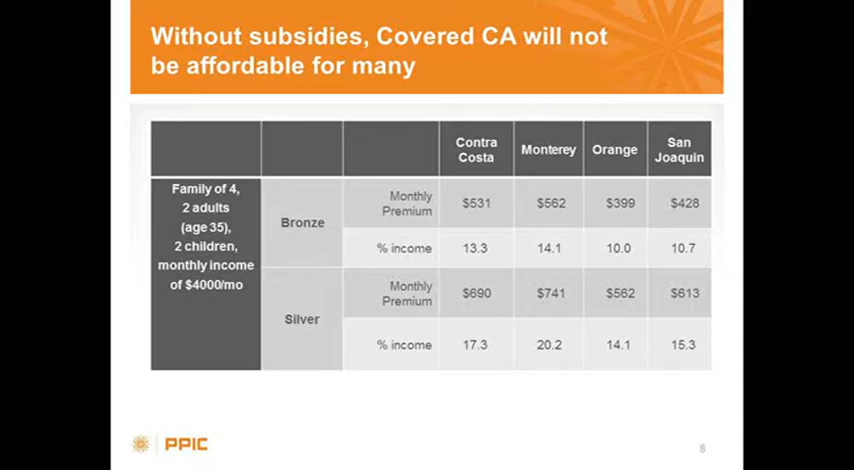 Without subsidies, Covered CA will not
be affordable for many
Contra Costa Monterey Orange San Joaquin
Family of 4,
2 adults
(age 35),
2 children,
monthly income
of $4000/mo
Bronze
Monthly Premium $531 $562 $399 $428
% income 13.3 14.1 10.0 10.7
Silver
Monthly Premium $690 $741 $562 $613
% income 17.3 20.2 14.1 15.3
PPIC
8